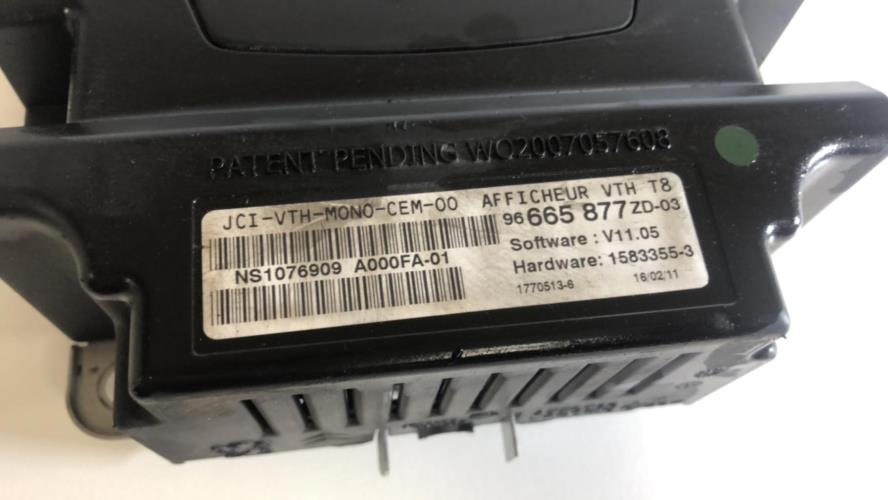 PATENT PENDING WO2007057608
JCI-VTH-MONO-CEM-00 AFFICHEUR VTH T8
96 665 877 ZD-03
Software : V11.05
NS1076909 A000FA-01
Hardware: 1583355-3
1770513-6 16/02/11